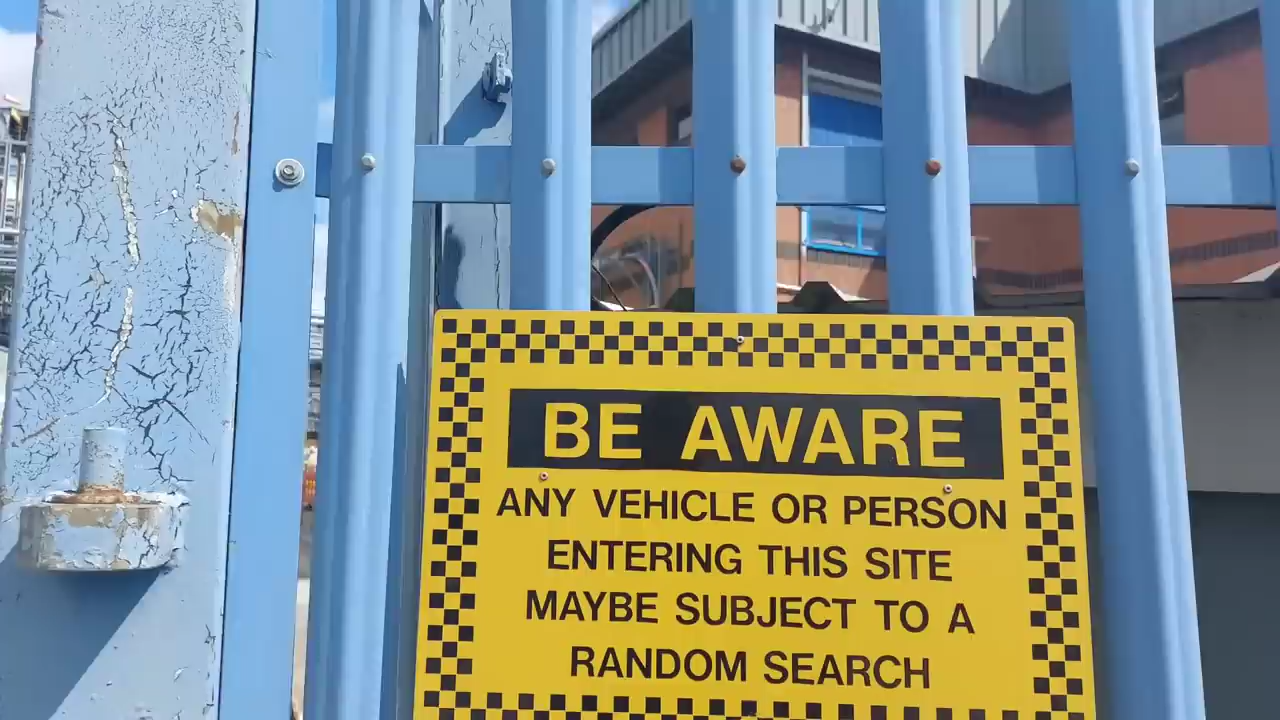 BE AWARE
ANY VEHICLE OR PERSON
ENTERING THIS SITE
MAYBE SUBJECT TO A
RANDOM SEARCH